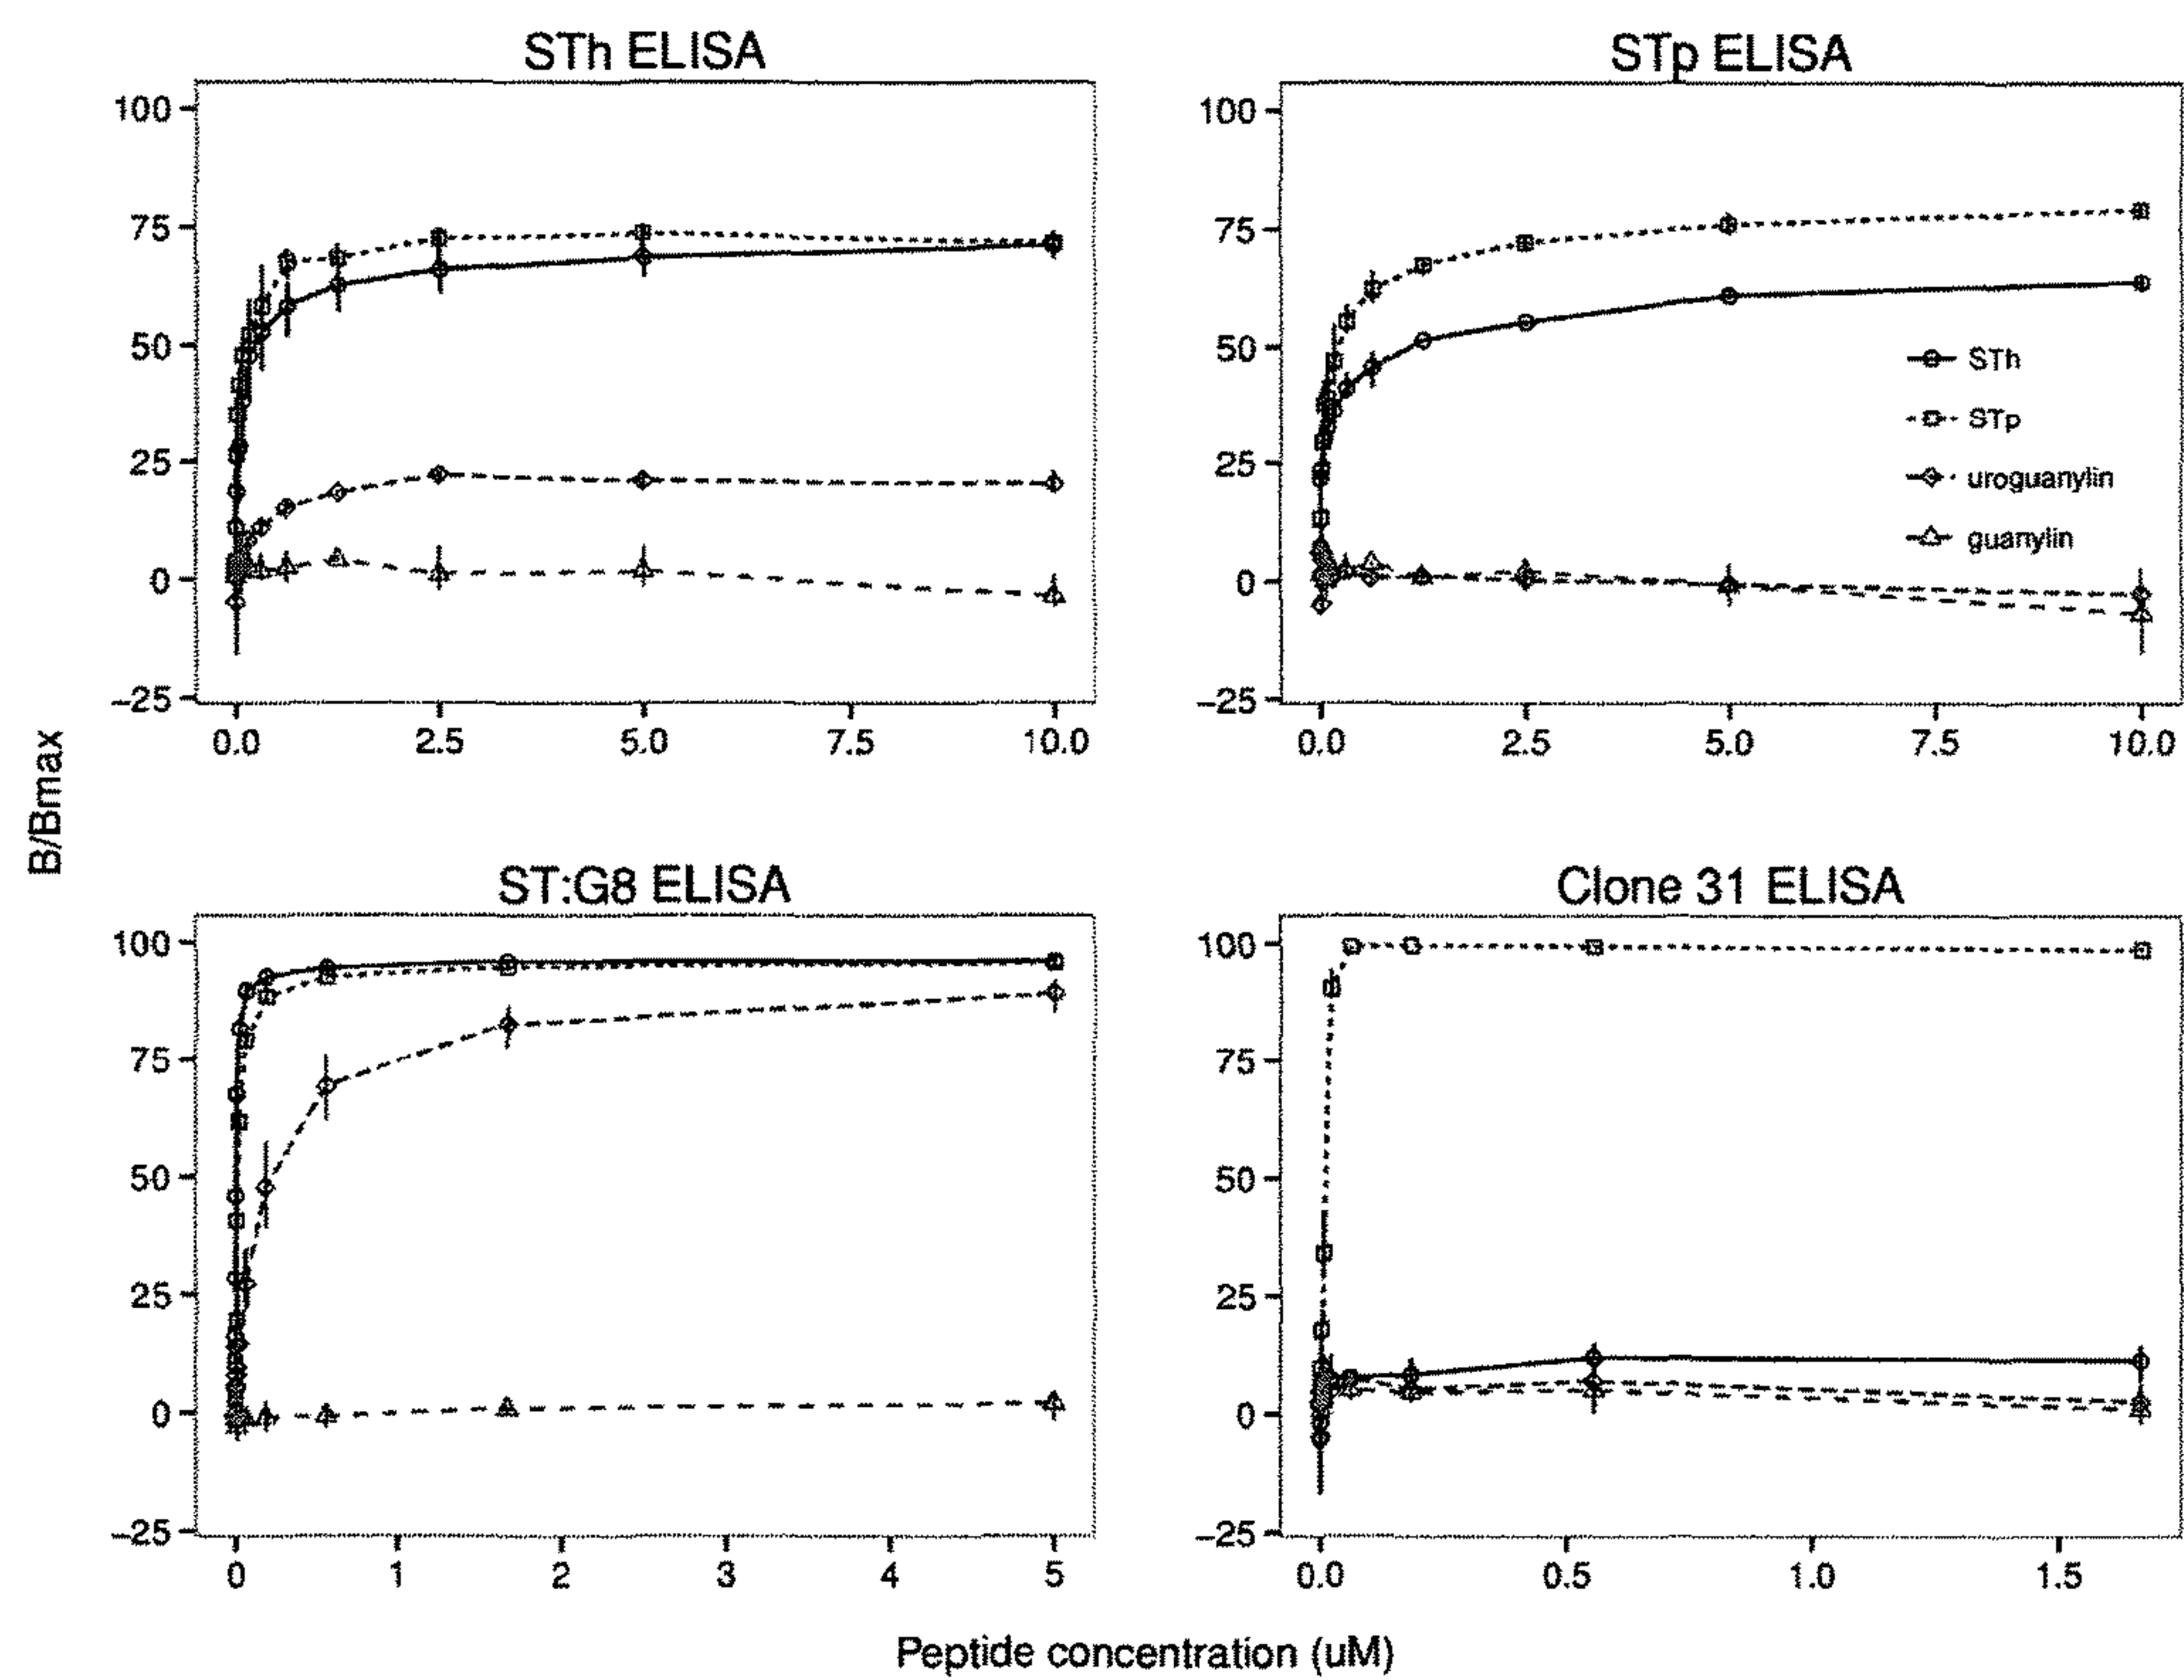 STh ELISA
STp ELISA
100
75
50
25
0
−25
0.0 2.5 5.0 7.5 10.0
100
75
50
25
0
−25
0.0 2.5 5.0 7.5 10.0
STh
STp
uroguanylin
guanylin
B/Bmax
ST:G8 ELISA
Clone 31 ELISA
100
75
50
25
0
−25
0 1 2 3 4 5
100
75
50
25
0
−25
0.0 0.5 1.0 1.5
Peptide concentration (uM)